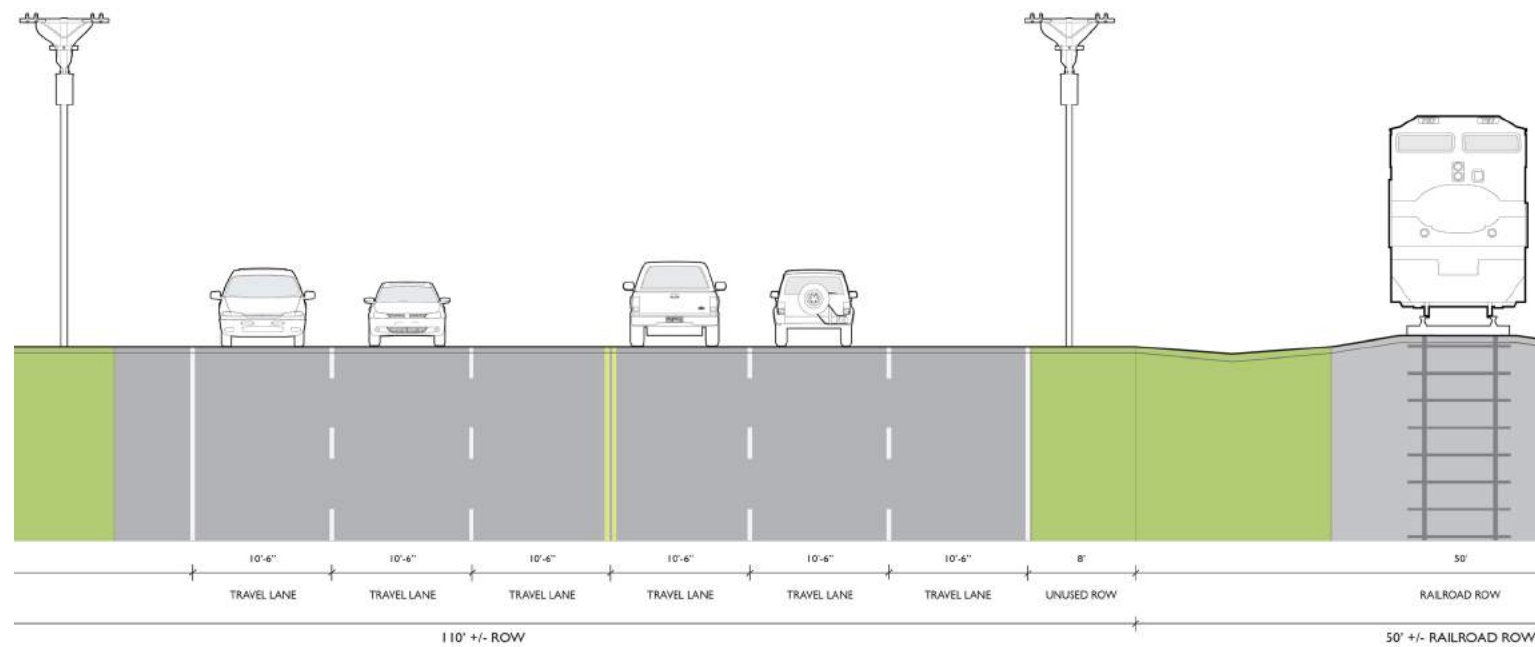 10'-6" 10'-6" 10'-6" 10'-6" 10'-6" 10'-6" 8' 50'
TRAVEL LANE TRAVEL LANE TRAVEL LANE TRAVEL LANE TRAVEL LANE TRAVEL LANE UNUSED ROW RAILROAD ROW
110' +/- ROW 50' +/- RAILROAD ROW